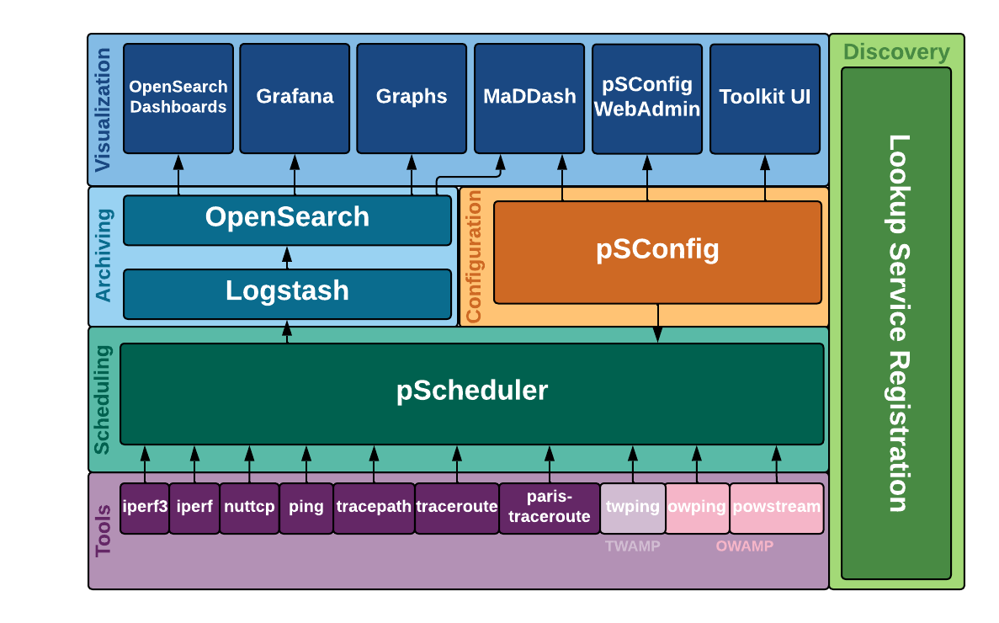 Visualization
OpenSearch
Dashboards
Grafana
Graphs
MaDDash
pSConfig
WebAdmin
Toolkit UI
Discovery
Lookup Service Registration
Archiving
OpenSearch
Logstash
Configuration
pSConfig
Scheduling
pScheduler
Tools
iperf3
iperf
nuttcp
ping
tracepath
traceroute
paris-
traceroute
twping
owping
powstream
TWAMP
OWAMP